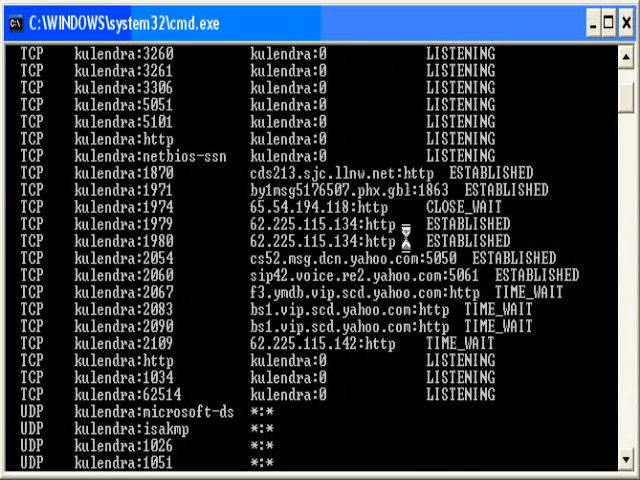 C:\WINDOWS\system32\cmd.exe
TCP kulendra:3260 kulendra:0 LISTENING
TCP kulendra:3261 kulendra:0 LISTENING
TCP kulendra:3306 kulendra:0 LISTENING
TCP kulendra:5051 kulendra:0 LISTENING
TCP kulendra:5101 kulendra:0 LISTENING
TCP kulendra:http kulendra:0 LISTENING
TCP kulendra:netbios-ssn kulendra:0 LISTENING
TCP kulendra:1870 cds213.sjc.llnw.net:http ESTABLISHED
TCP kulendra:1971 by1msg5176507.phx.gbl:1863 ESTABLISHED
TCP kulendra:1974 65.54.194.118:http CLOSE_WAIT
TCP kulendra:1979 62.225.115.134:http ESTABLISHED
TCP kulendra:1980 62.225.115.134:http ESTABLISHED
TCP kulendra:2054 cs52.msg.dcn.yahoo.com:5050 ESTABLISHED
TCP kulendra:2060 sip42.voice.re2.yahoo.com:5061 ESTABLISHED
TCP kulendra:2067 f3.ymdb.vip.scd.yahoo.com:http TIME_WAIT
TCP kulendra:2083 bs1.vip.scd.yahoo.com:http TIME_WAIT
TCP kulendra:2090 bs1.vip.scd.yahoo.com:http TIME_WAIT
TCP kulendra:2109 62.225.115.142:http TIME_WAIT
TCP kulendra:http kulendra:0 LISTENING
TCP kulendra:1034 kulendra:0 LISTENING
TCP kulendra:62514 kulendra:0 LISTENING
UDP kulendra:microsoft-ds *:*
UDP kulendra:isakmp *:*
UDP kulendra:1026 *:*
UDP kulendra:1051 *:*